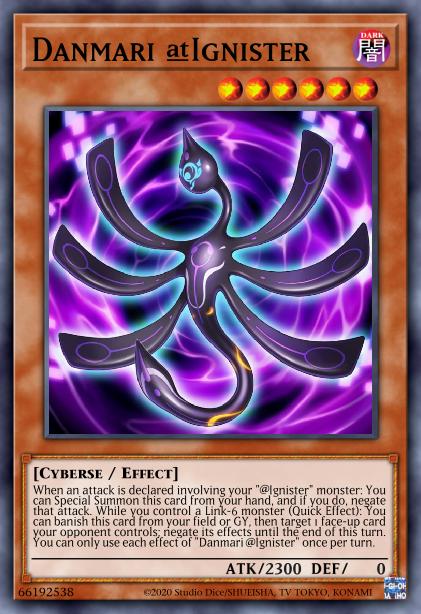 DANMARI @IGNISTER
DARK
闇
[CYBERSE / EFFECT]
When an attack is declared involving your "@Ignister" monster: You
can Special Summon this card from your hand, and if you do, negate
that attack. While you control a Link-6 monster (Quick Effect): You
can banish this card from your field or GY, then target 1 face-up card
your opponent controls; negate its effects until the end of this turn.
You can only use each effect of "Danmari @Ignister" once per turn.
ATK/2300 DEF/ 0
66192538 ©2020 Studio Dice/SHUEISHA, TV TOKYO, KONAMI